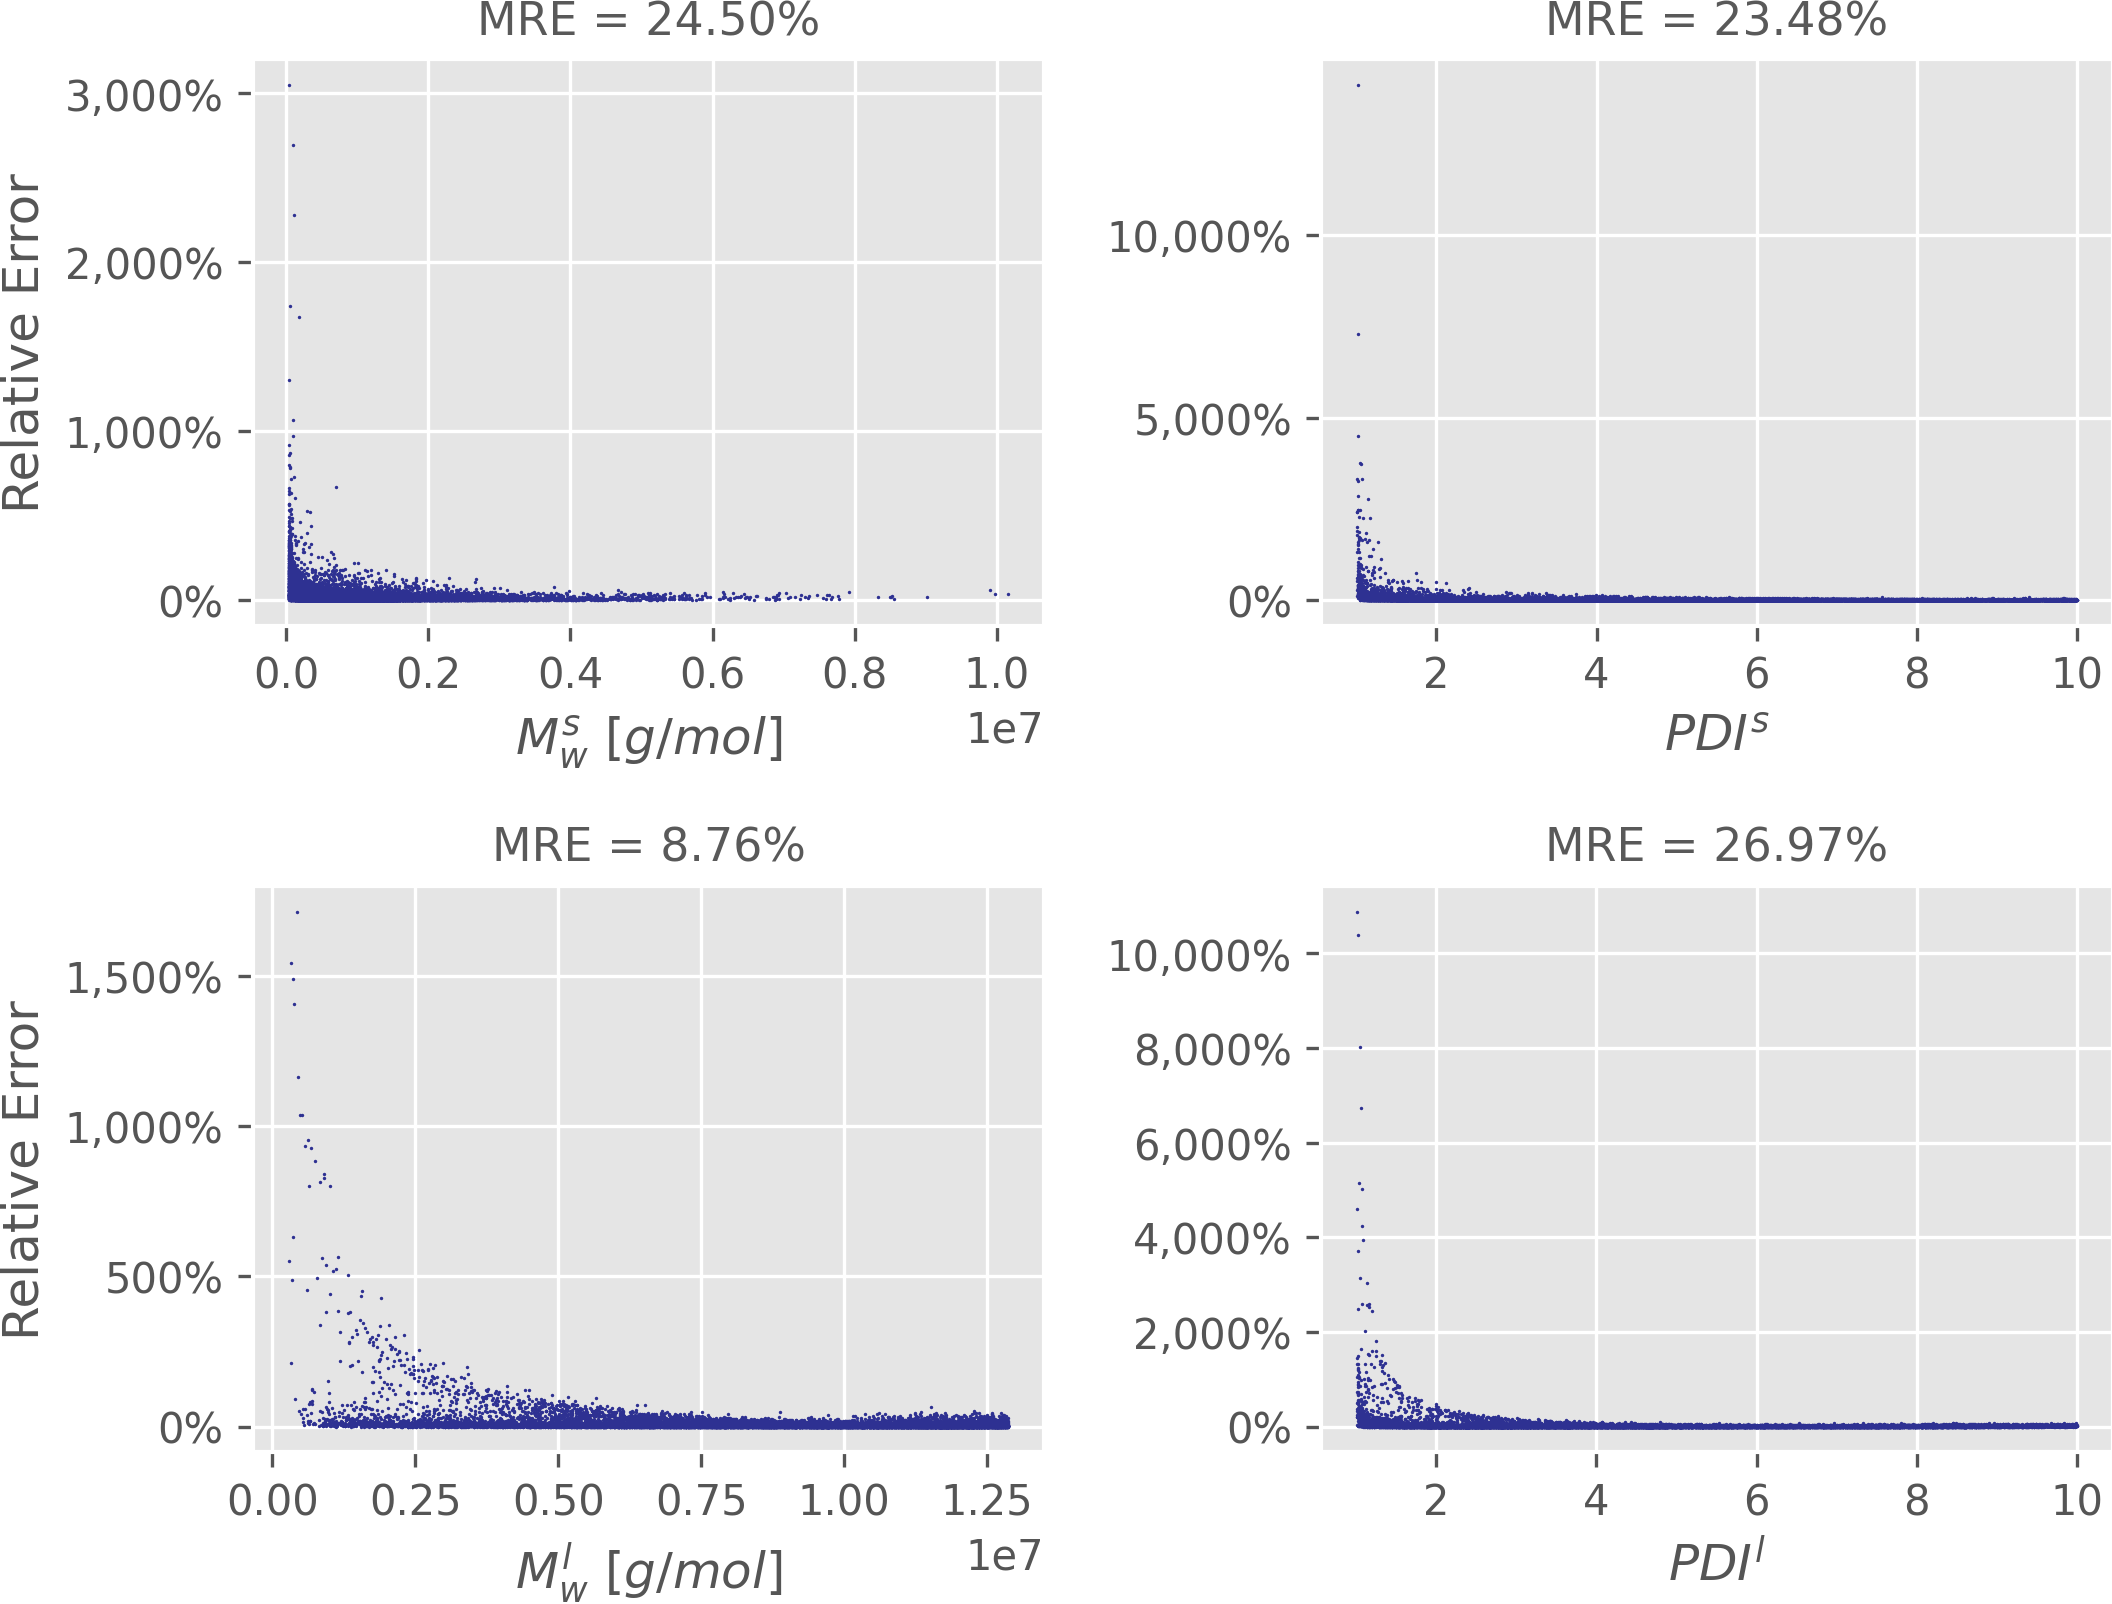 MRE = 24.50%
Relative Error
3,000%
2,000%
1,000%
0%
0.0 0.2 0.4 0.6 0.8 1.0
1e7
M_w^s [g/mol]
MRE = 23.48%
10,000%
5,000%
0%
2 4 6 8 10
PDI^s
MRE = 8.76%
Relative Error
1,500%
1,000%
500%
0%
0.00 0.25 0.50 0.75 1.00 1.25
1e7
M_w^l [g/mol]
MRE = 26.97%
10,000%
8,000%
6,000%
4,000%
2,000%
0%
2 4 6 8 10
PDI^l